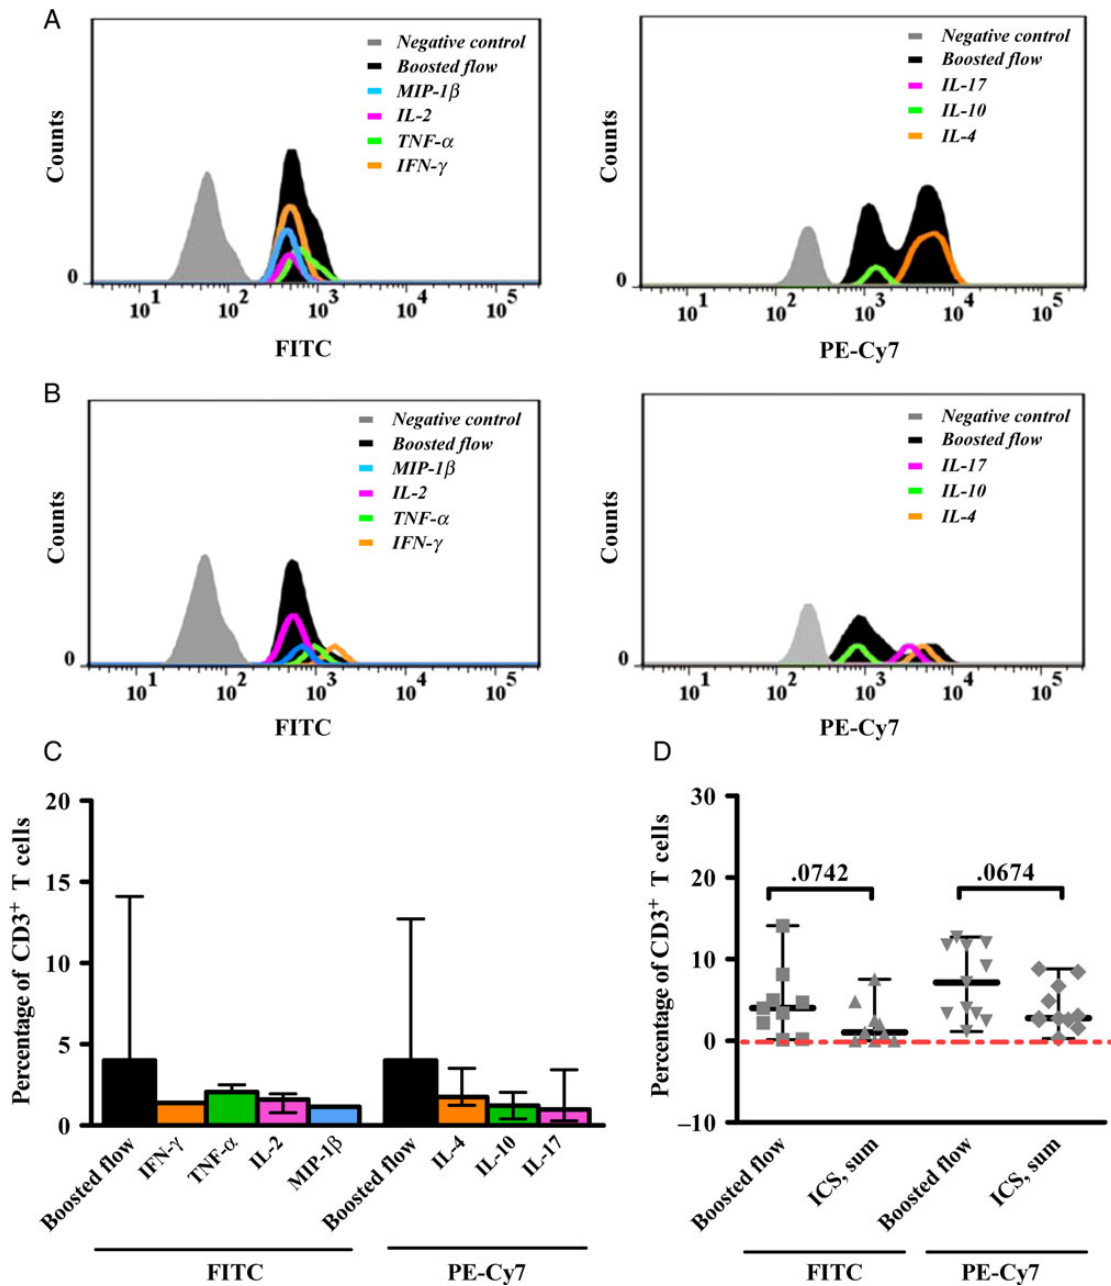 A
Negative control
Boosted flow
MIP-1β
IL-2
TNF-α
IFN-γ
Counts
0
10¹ 10² 10³ 10⁴ 10⁵
FITC
Negative control
Boosted flow
IL-17
IL-10
IL-4
Counts
0
10¹ 10² 10³ 10⁴ 10⁵
PE-Cy7
B
Negative control
Boosted flow
MIP-1β
IL-2
TNF-α
IFN-γ
Counts
0
10¹ 10² 10³ 10⁴ 10⁵
FITC
Negative control
Boosted flow
IL-17
IL-10
IL-4
Counts
0
10¹ 10² 10³ 10⁴ 10⁵
PE-Cy7
C
Percentage of CD3⁺ T cells
20
15
10
5
0
Boosted flow
IFN-γ
TNF-α
IL-2
MIP-1β
Boosted flow
IL-4
IL-10
IL-17
FITC
PE-Cy7
D
Percentage of CD3⁺ T cells
30
20
10
0
–10
.0742
.0674
Boosted flow
ICS, sum
Boosted flow
ICS, sum
FITC
PE-Cy7